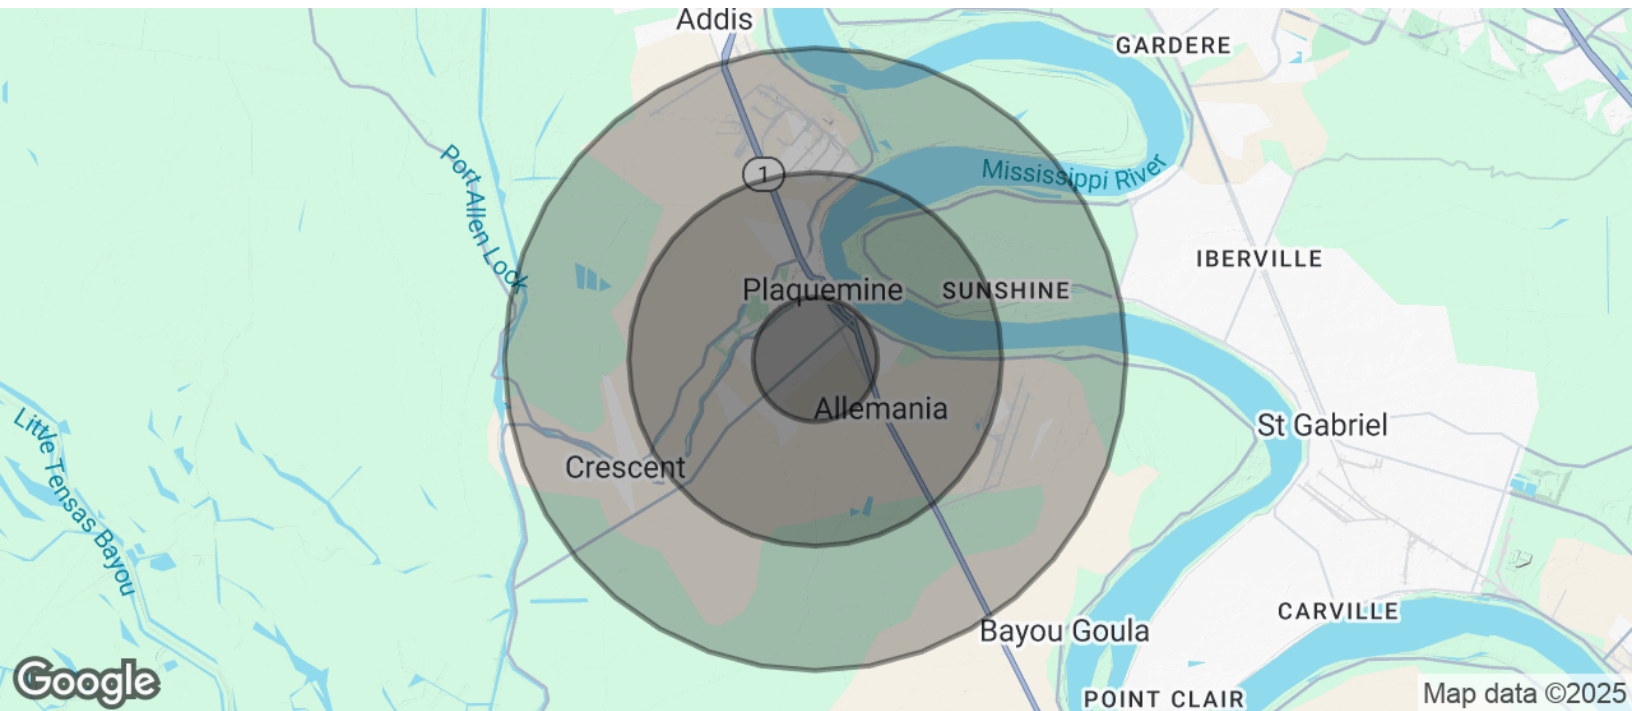 Addis
GARDERE
Port Allen Lock
1
Mississippi River
IBERVILLE
Plaquemine
SUNSHINE
Allemania
Little Tensas Bayou
St Gabriel
Crescent
CARVILLE
Bayou Goula
Google
POINT CLAIR
Map data ©2025